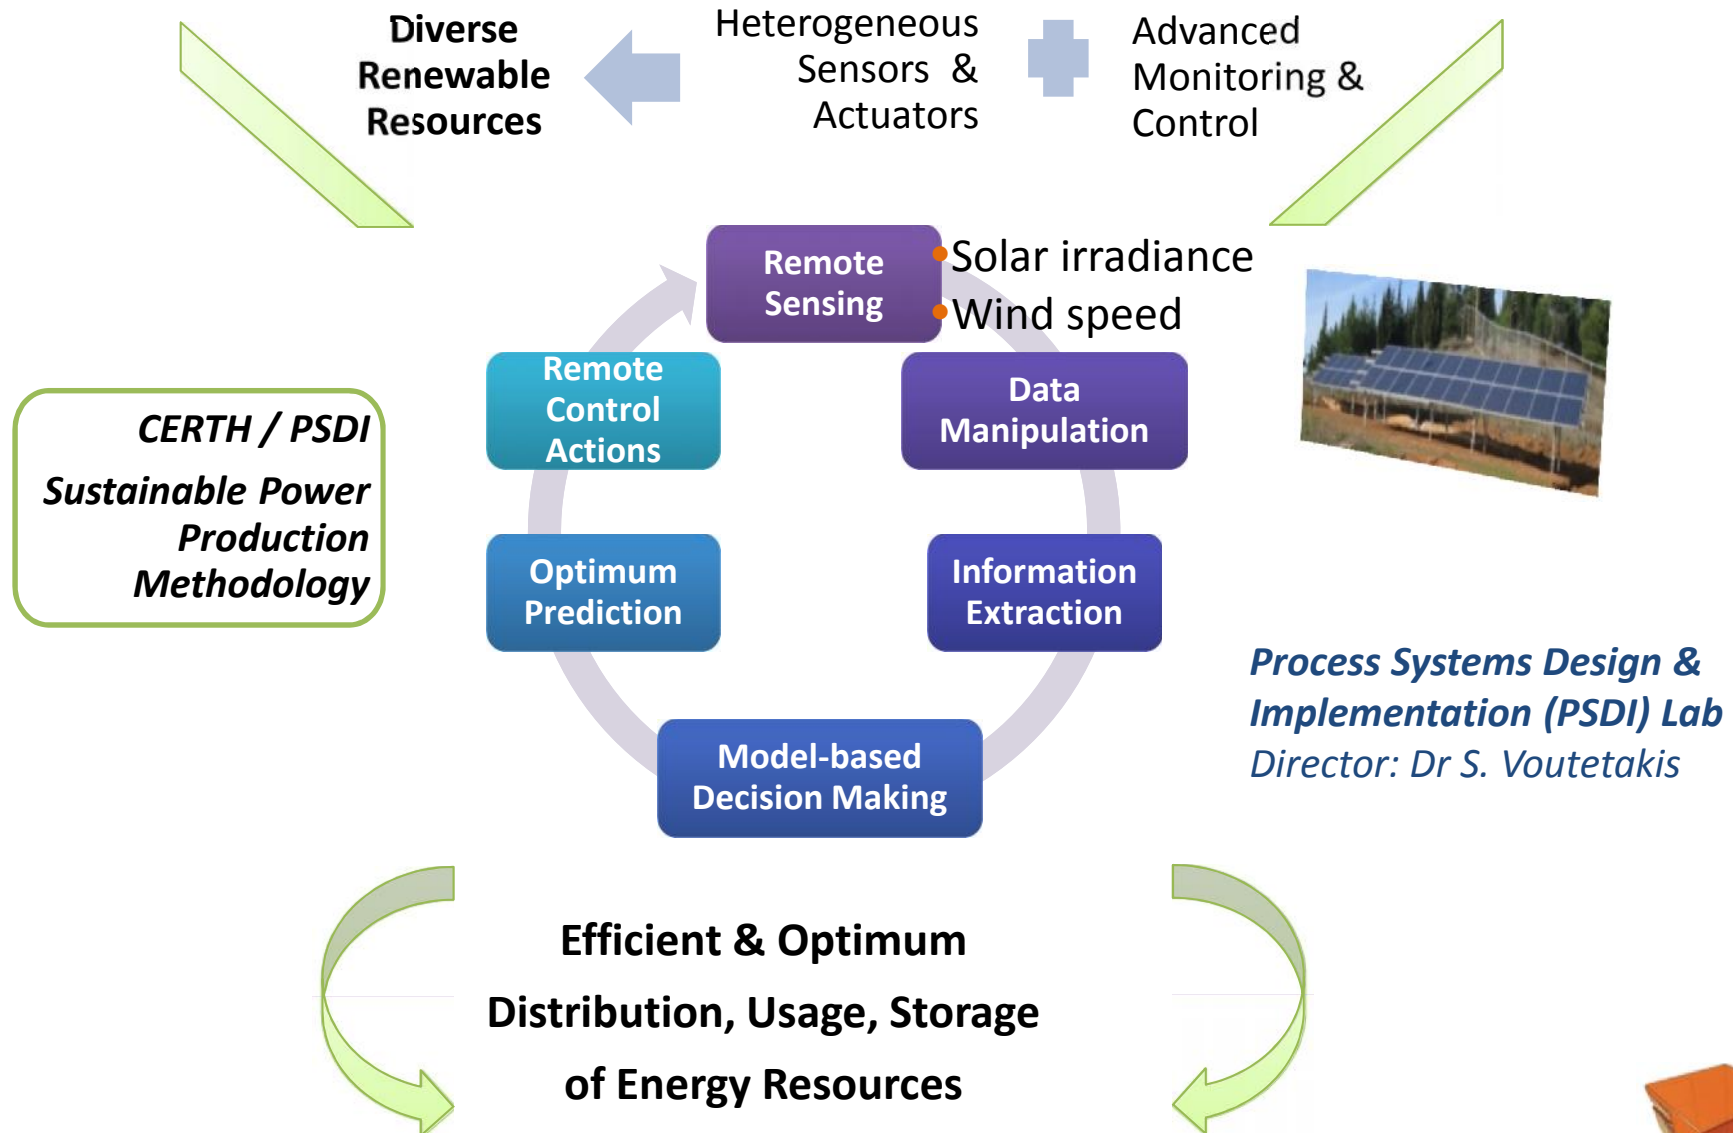 Diverse
Renewable
Resources
Heterogeneous
Sensors &
Actuators
Advanced
Monitoring &
Control
Remote
Sensing
• Solar irradiance
• Wind speed
Remote
Control
Actions
Data
Manipulation
CERTH / PSDI
Sustainable Power
Production
Methodology
Optimum
Prediction
Information
Extraction
Process Systems Design &
Implementation (PSDI) Lab
Director: Dr S. Voutetakis
Model-based
Decision Making
Efficient & Optimum
Distribution, Usage, Storage
of Energy Resources